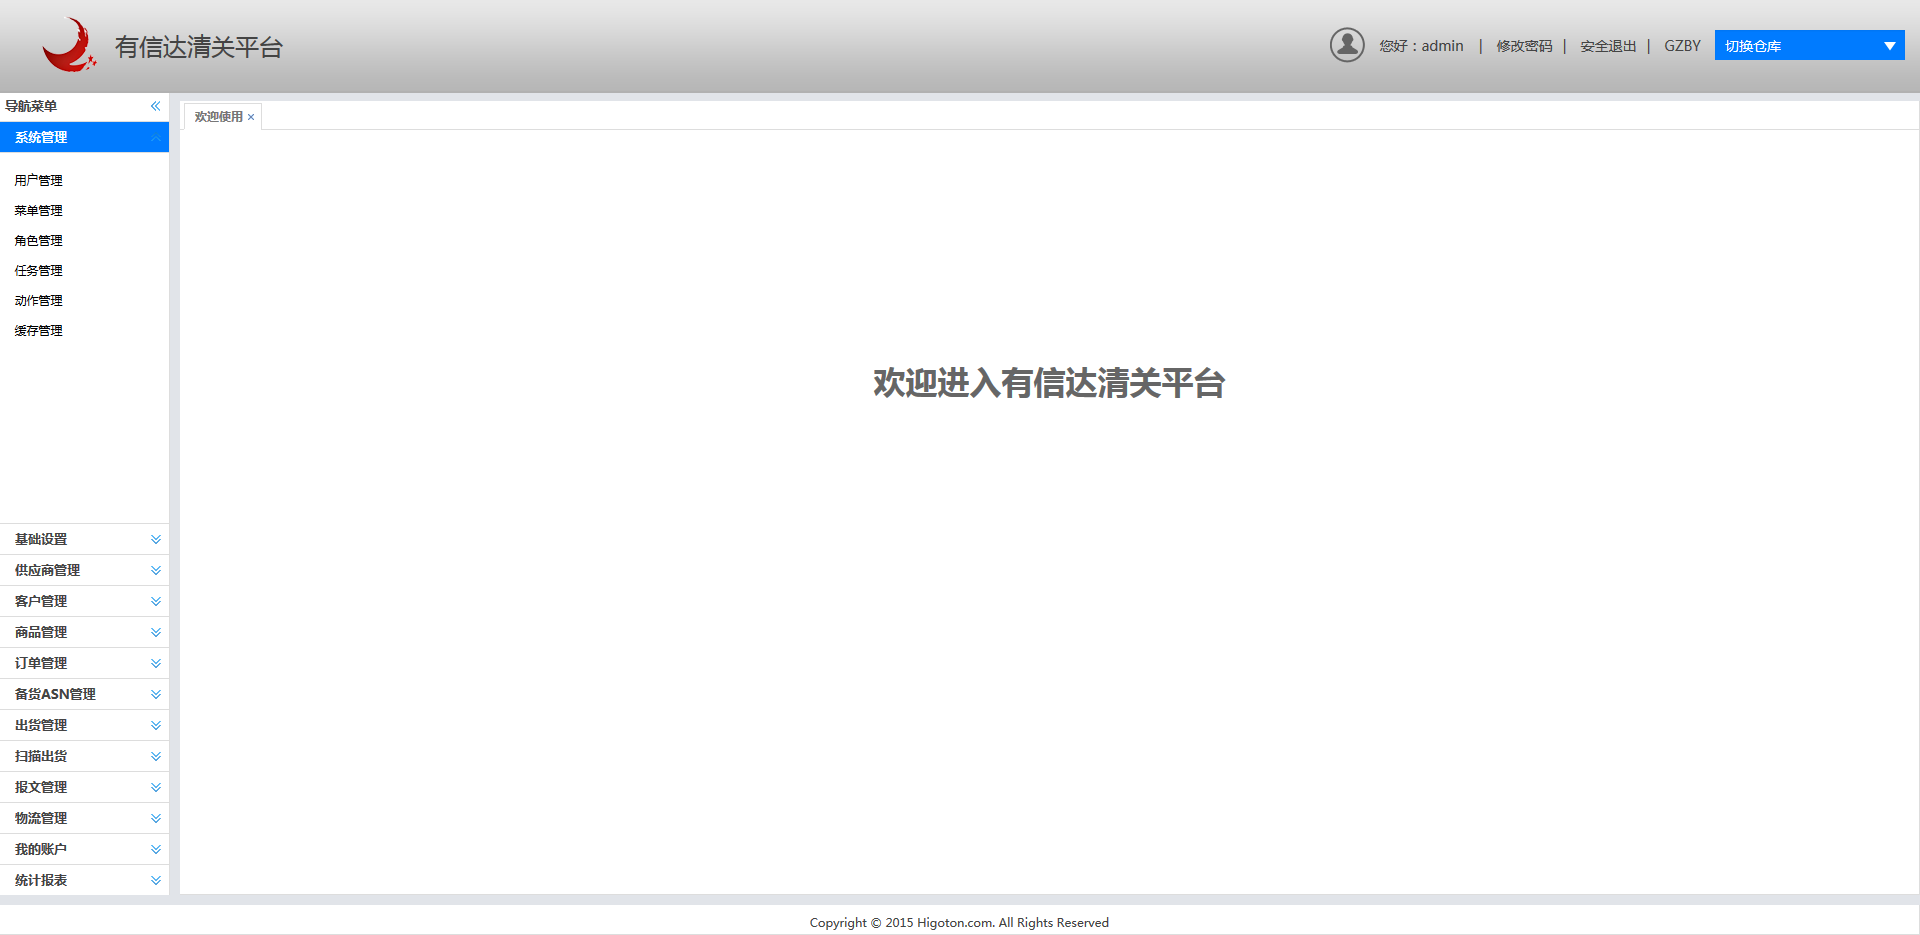 有信达清关平台
您好：admin | 修改密码 | 安全退出 | GZBY 切换仓库
导航菜单
欢迎使用 ×
系统管理
用户管理
菜单管理
角色管理
任务管理
动作管理
缓存管理
欢迎进入有信达清关平台
基础设置
供应商管理
客户管理
商品管理
订单管理
备货ASN管理
出货管理
扫描出货
报文管理
物流管理
我的账户
统计报表
Copyright © 2015 Higoton.com. All Rights Reserved